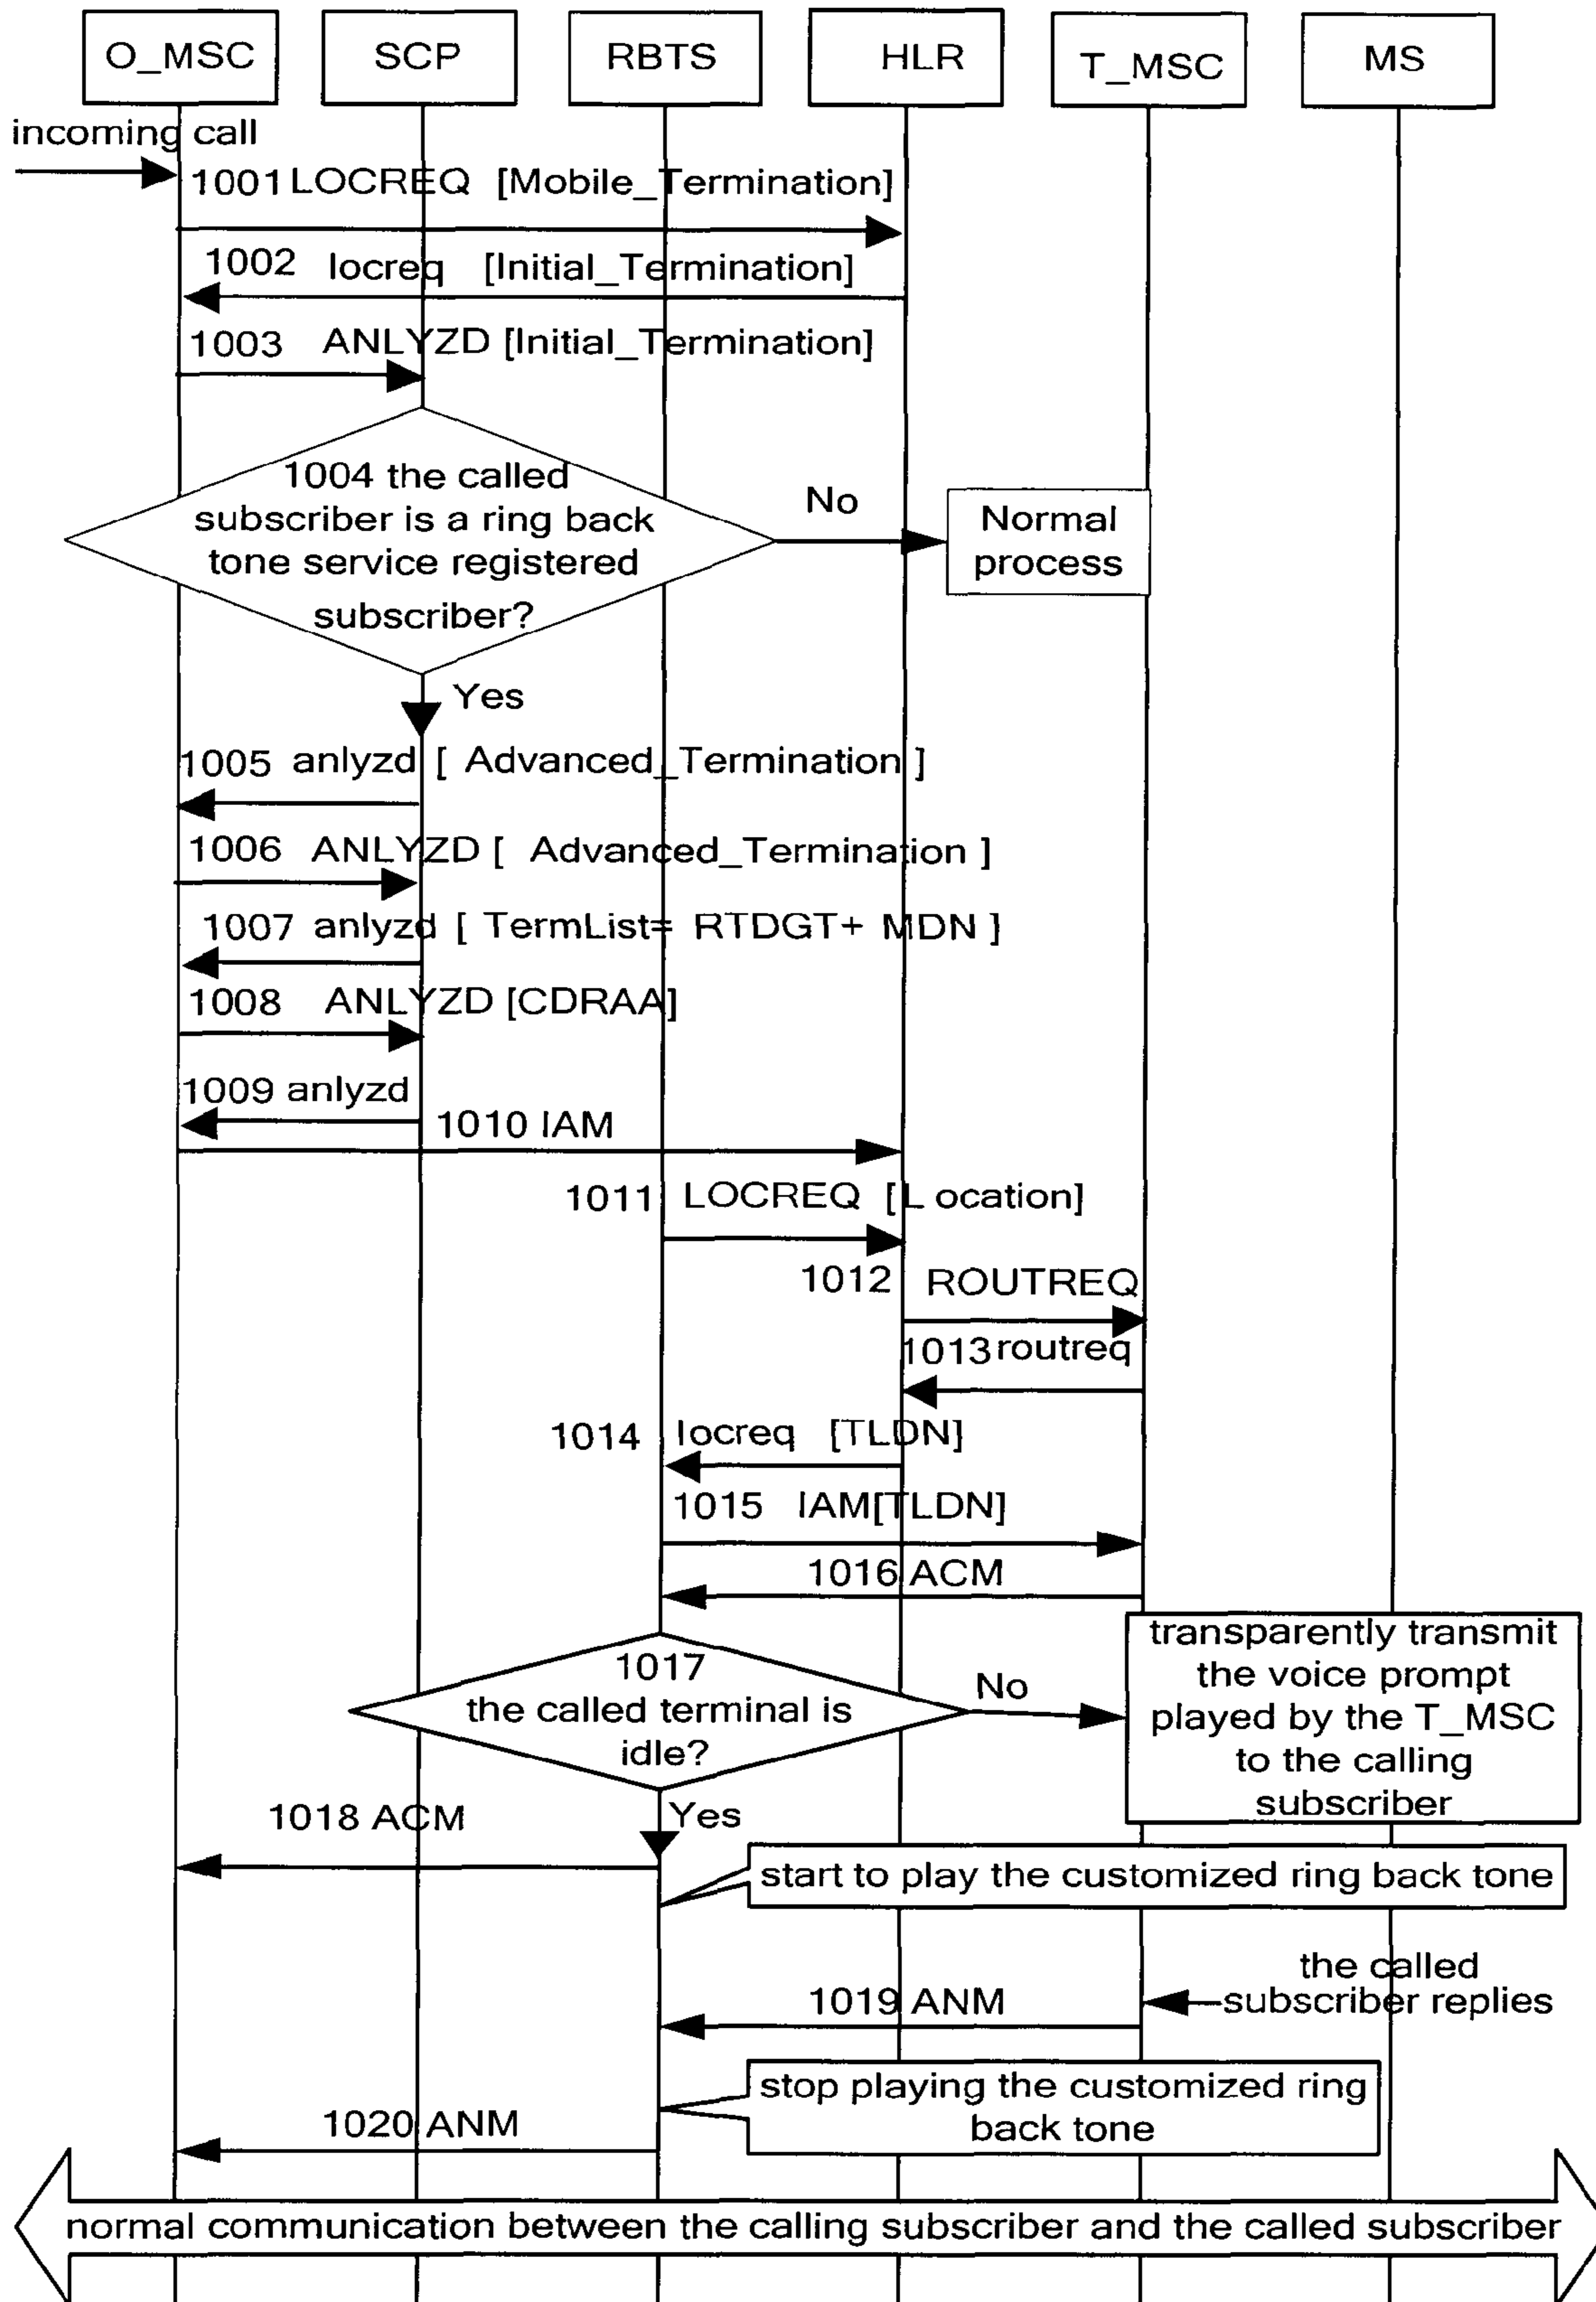 O_MSC
SCP
RBTS
HLR
T_MSC
MS
incoming call
1001 LOCREQ [Mobile_Termination]
1002 locreq [Initial_Termination]
1003 ANLYZD [Initial_Termination]
1004 the called
subscriber is a ring back
tone service registered
subscriber?
No
Normal
process
Yes
1005 anlyzd [ Advanced_Termination ]
1006 ANLYZD [ Advanced_Termination ]
1007 anlyzd [ TermList= RTDGT+ MDN ]
1008 ANLYZD [CDRAA]
1009 anlyzd
1010 IAM
1011 LOCREQ [L ocation]
1012 ROUTREQ
1013 routreq
1014 locreq [TLDN]
1015 IAM[TLDN]
1016 ACM
1017
the called terminal is
idle?
No
transparently transmit
the voice prompt
played by the T_MSC
to the calling
subscriber
Yes
1018 ACM
start to play the customized ring back tone
the called
subscriber replies
1019 ANM
stop playing the customized ring
back tone
1020 ANM
normal communication between the calling subscriber and the called subscriber